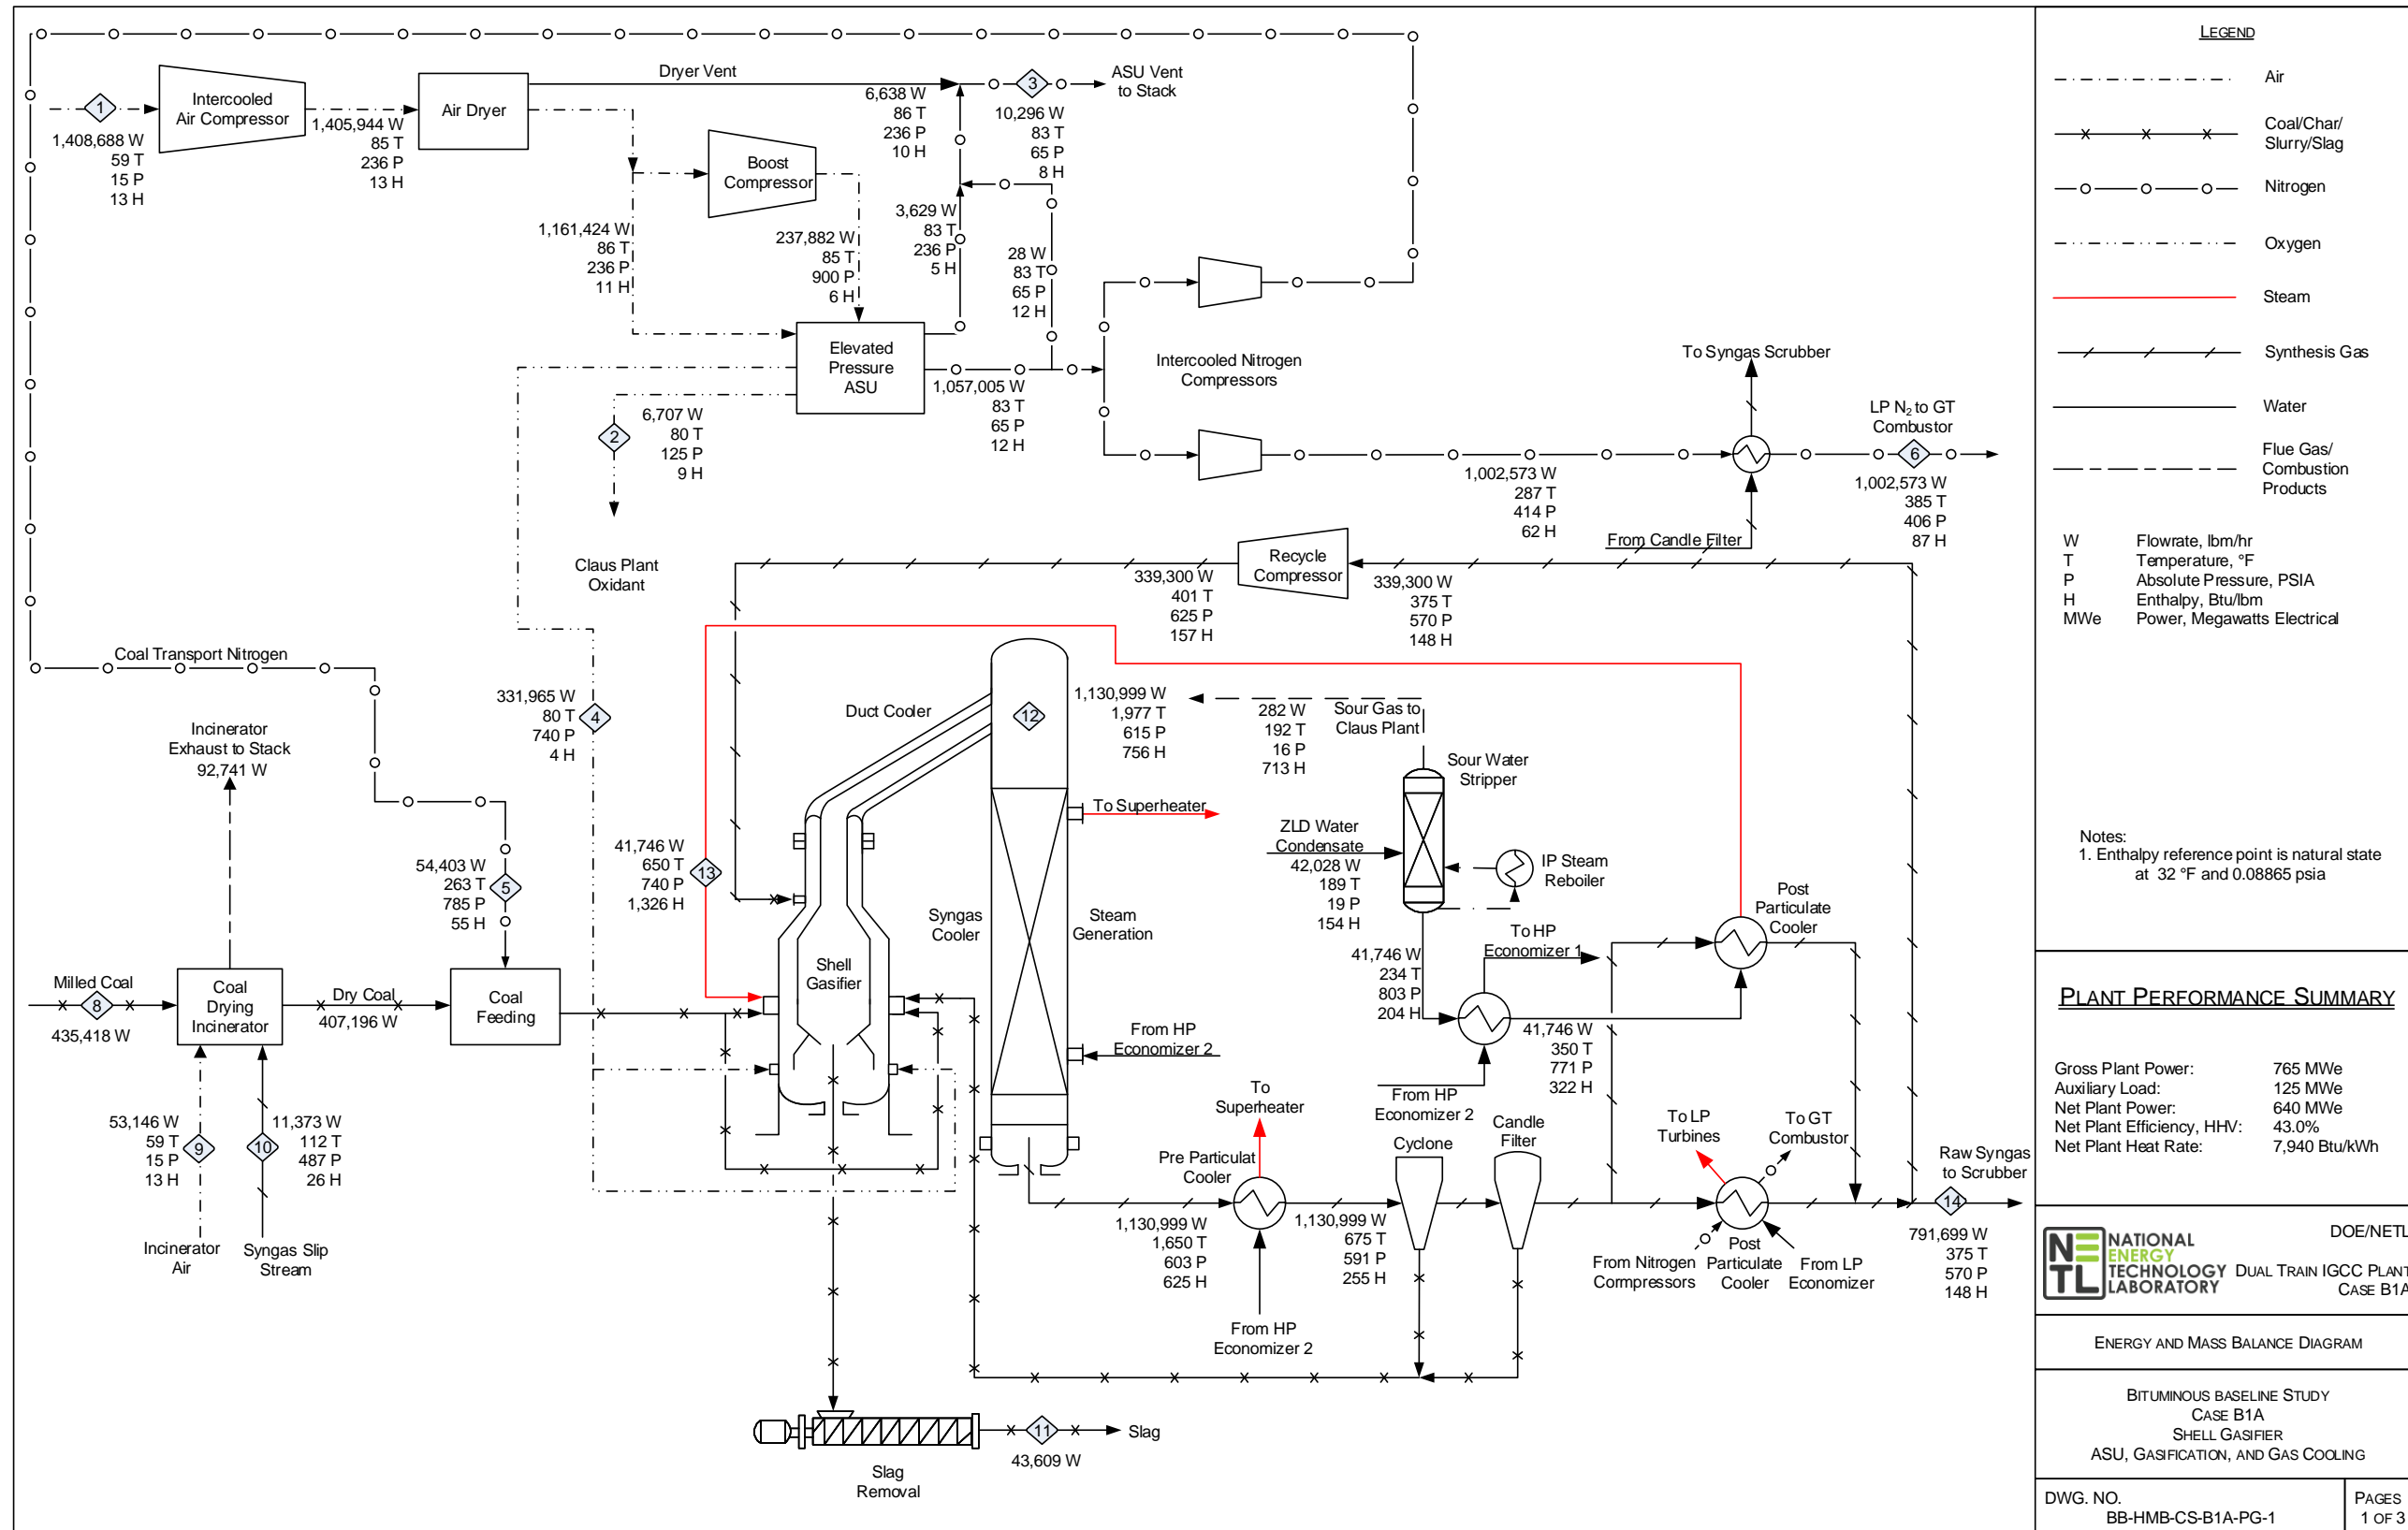 Dryer Vent
3
ASU Vent
to Stack
1
Intercooled
Air Compressor
Air Dryer
1,408,688 W
59 T
15 P
13 H
1,405,944 W
85 T
236 P
13 H
6,638 W
86 T
236 P
10 H
10,296 W
83 T
65 P
8 H
Boost
Compressor
1,161,424 W
86 T
236 P
11 H
237,882 W
85 T
900 P
6 H
3,629 W
83 T
236 P
5 H
28 W
83 T
65 P
12 H
Elevated
Pressure
ASU
Intercooled Nitrogen
Compressors
1,057,005 W
83 T
65 P
12 H
6,707 W
80 T
125 P
9 H
2
Claus Plant
Oxidant
To Syngas Scrubber
LP N2 to GT
Combustor
6
1,002,573 W
287 T
414 P
62 H
1,002,573 W
385 T
406 P
87 H
From Candle Filter
Recycle
Compressor
339,300 W
401 T
625 P
157 H
339,300 W
375 T
570 P
148 H
Coal Transport Nitrogen
331,965 W
80 T
740 P
4 H
4
Duct Cooler
12
1,130,999 W
1,977 T
615 P
756 H
282 W
192 T
16 P
713 H
Sour Gas to
Claus Plant
Incinerator
Exhaust to Stack
92,741 W
Sour Water
Stripper
To Superheater
ZLD Water
Condensate
42,028 W
189 T
19 P
154 H
IP Steam
Reboiler
54,403 W
263 T
785 P
55 H
5
41,746 W
650 T
740 P
1,326 H
13
Syngas
Cooler
Steam
Generation
Post
Particulate
Cooler
To HP
Economizer 1
41,746 W
234 T
803 P
204 H
Shell
Gasifier
Milled Coal
8
435,418 W
Coal
Drying
Incinerator
Dry Coal
407,196 W
Coal
Feeding
From HP
Economizer 2
41,746 W
350 T
771 P
322 H
From HP
Economizer 2
53,146 W
59 T
15 P
13 H
9
10
11,373 W
112 T
487 P
26 H
Incinerator
Air
Syngas Slip
Stream
To
Superheater
Pre Particulat
Cooler
Cyclone
Candle
Filter
To LP
Turbines
To GT
Combustor
Raw Syngas
to Scrubber
14
1,130,999 W
1,650 T
603 P
625 H
1,130,999 W
675 T
591 P
255 H
From Nitrogen
Compressors
Post
Particulate
Cooler
From LP
Economizer
791,699 W
375 T
570 P
148 H
From HP
Economizer 2
11
Slag
43,609 W
Slag
Removal
LEGEND
Air
Coal/Char/
Slurry/Slag
Nitrogen
Oxygen
Steam
Synthesis Gas
Water
Flue Gas/
Combustion
Products
W Flowrate, lbm/hr
T Temperature, °F
P Absolute Pressure, PSIA
H Enthalpy, Btu/lbm
MWe Power, Megawatts Electrical
Notes:
1. Enthalpy reference point is natural state
at 32 °F and 0.08865 psia
PLANT PERFORMANCE SUMMARY
Gross Plant Power: 765 MWe
Auxiliary Load: 125 MWe
Net Plant Power: 640 MWe
Net Plant Efficiency, HHV: 43.0%
Net Plant Heat Rate: 7,940 Btu/kWh
NETL
NATIONAL
ENERGY
TECHNOLOGY
LABORATORY
DOE/NETL
DUAL TRAIN IGCC PLANT
CASE B1A
ENERGY AND MASS BALANCE DIAGRAM
BITUMINOUS BASELINE STUDY
CASE B1A
SHELL GASIFIER
ASU, GASIFICATION, AND GAS COOLING
DWG. NO.
BB-HMB-CS-B1A-PG-1
PAGES
1 OF 3